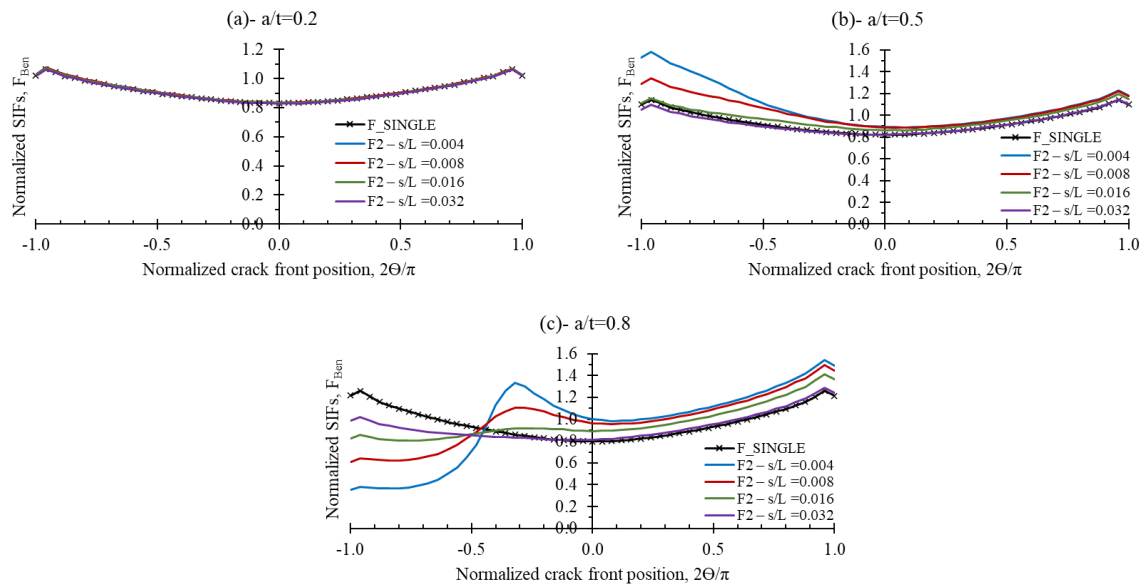 (a)- a/t=0.2
Normalized SIFs, F_Ben
1.2
1.0
0.8
0.6
0.4
0.2
0.0
F_SINGLE
F2 – s/L =0.004
F2 – s/L =0.008
F2 – s/L =0.016
F2 – s/L =0.032
-1.0 -0.5 0.0 0.5 1.0
Normalized crack front position, 2Θ/π
(b)- a/t=0.5
Normalized SIFs, F_Ben
1.6
1.4
1.2
1.0
0.8
0.6
0.4
0.2
0.0
F_SINGLE
F2 – s/L =0.004
F2 – s/L =0.008
F2 – s/L =0.016
F2 – s/L =0.032
-1.0 -0.5 0.0 0.5 1.0
Normalized crack front position, 2Θ/π
(c)- a/t=0.8
Normalized SIFs, F_Ben
1.6
1.4
1.2
1.0
0.8
0.6
0.4
0.2
0.0
F_SINGLE
F2 – s/L =0.004
F2 – s/L =0.008
F2 – s/L =0.016
F2 – s/L =0.032
-1.0 -0.5 0.0 0.5 1.0
Normalized crack front position, 2Θ/π